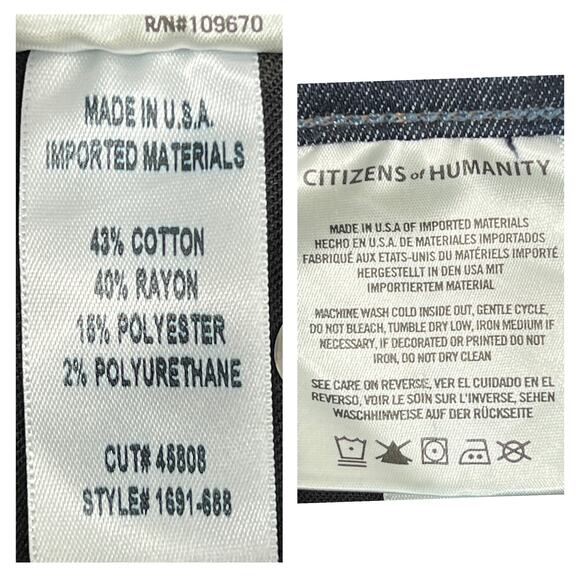 R/N#109670
MADE IN U.S.A.
IMPORTED MATERIALS
43% COTTON
40% RAYON
15% POLYESTER
2% POLYURETHANE
CUT# 45808
STYLE# 1691-688
CITIZENS of HUMANITY
MADE IN U.S.A OF IMPORTED MATERIALS
HECHO EN U.S.A. DE MATERIALES IMPORTADOS
FABRIQUÉ AUX ETATS-UNIS DU MATÉRIELS IMPORTÉ
HERGESTELLT IN DEN USA MIT
IMPORTIERTEM MATERIAL
MACHINE WASH COLD INSIDE OUT, GENTLE CYCLE,
DO NOT BLEACH, TUMBLE DRY LOW, IRON MEDIUM IF
NECESSARY, IF DECORATED OR PRINTED DO NOT
IRON, DO NOT DRY CLEAN
SEE CARE ON REVERSE, VER EL CUIDADO EN EL
REVERSO, VOIR LE SOIN SUR L'INVERSE, SEHEN
WASCHHINWEISE AUF DER RÜCKSEITE